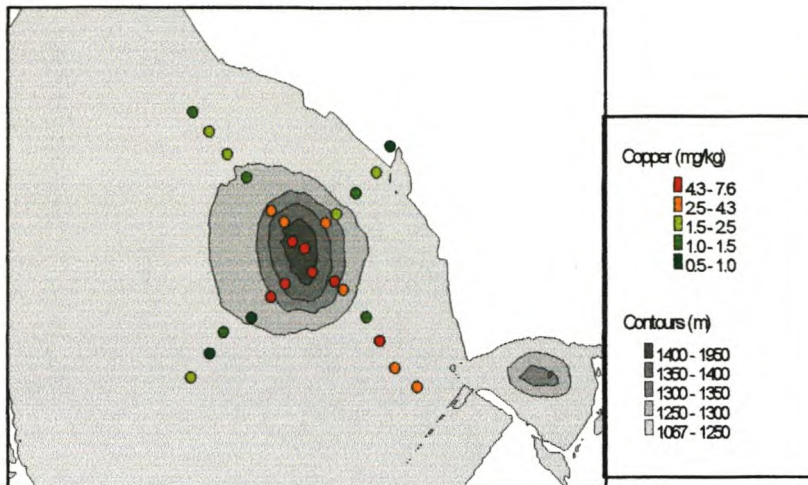 Copper (mg/kg)
4.3 - 7.6
2.5 - 4.3
1.5 - 2.5
1.0 - 1.5
0.5 - 1.0
Contours (m)
1400 - 1950
1350 - 1400
1300 - 1350
1250 - 1300
1067 - 1250